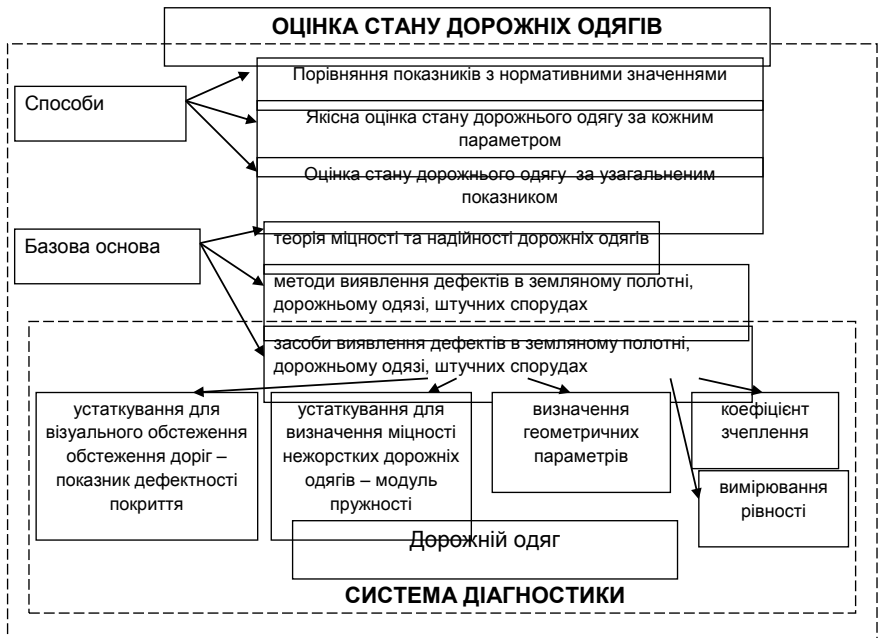 ОЦІНКА СТАНУ ДОРОЖНІХ ОДЯГІВ
Способи
Порівняння показників з нормативними значеннями
Якісна оцінка стану дорожнього одягу за кожним
параметром
Оцінка стану дорожнього одягу за узагальненим
показником
Базова основа
теорія міцності та надійності дорожніх одягів
методи виявлення дефектів в земляному полотні,
дорожньому одязі, штучних спорудах
засоби виявлення дефектів в земляному полотні,
дорожньому одязі, штучних спорудах
устаткування для
візуального обстеження
обстеження доріг –
показник дефектності
покриття
устаткування для
визначення міцності
нежорстких дорожніх
одягів – модуль
пружності
визначення
геометричних
параметрів
коефіцієнт
зчеплення
вимірювання
рівності
Дорожній одяг
СИСТЕМА ДІАГНОСТИКИ